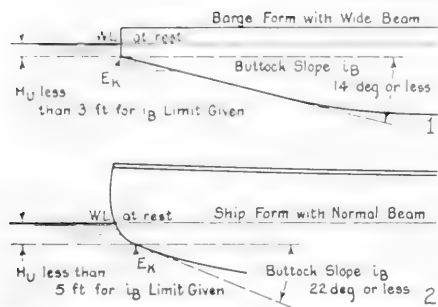 Barge Form with Wide Beam
WL at rest
EK
Buttock Slope iB
14 deg or less
HU less
than 3 ft for iB Limit Given
1
WL at rest
Ship Form with Normal Beam
EK
HU less than
5 ft for iB Limit Given
Buttock Slope iB
22 deg or less
2